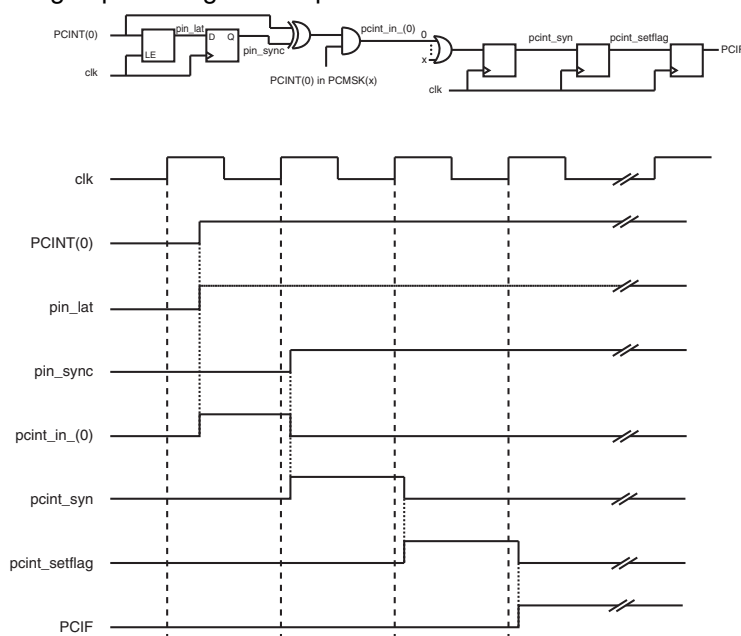 PCINT(0)
pin_lat
D Q
LE
pin_sync
clk
PCINT(0) in PCMSK(x)
pcint_in_(0)
0
x
pcint_syn
pcint_setflag
PCIF
clk
clk
PCINT(0)
pin_lat
pin_sync
pcint_in_(0)
pcint_syn
pcint_setflag
PCIF